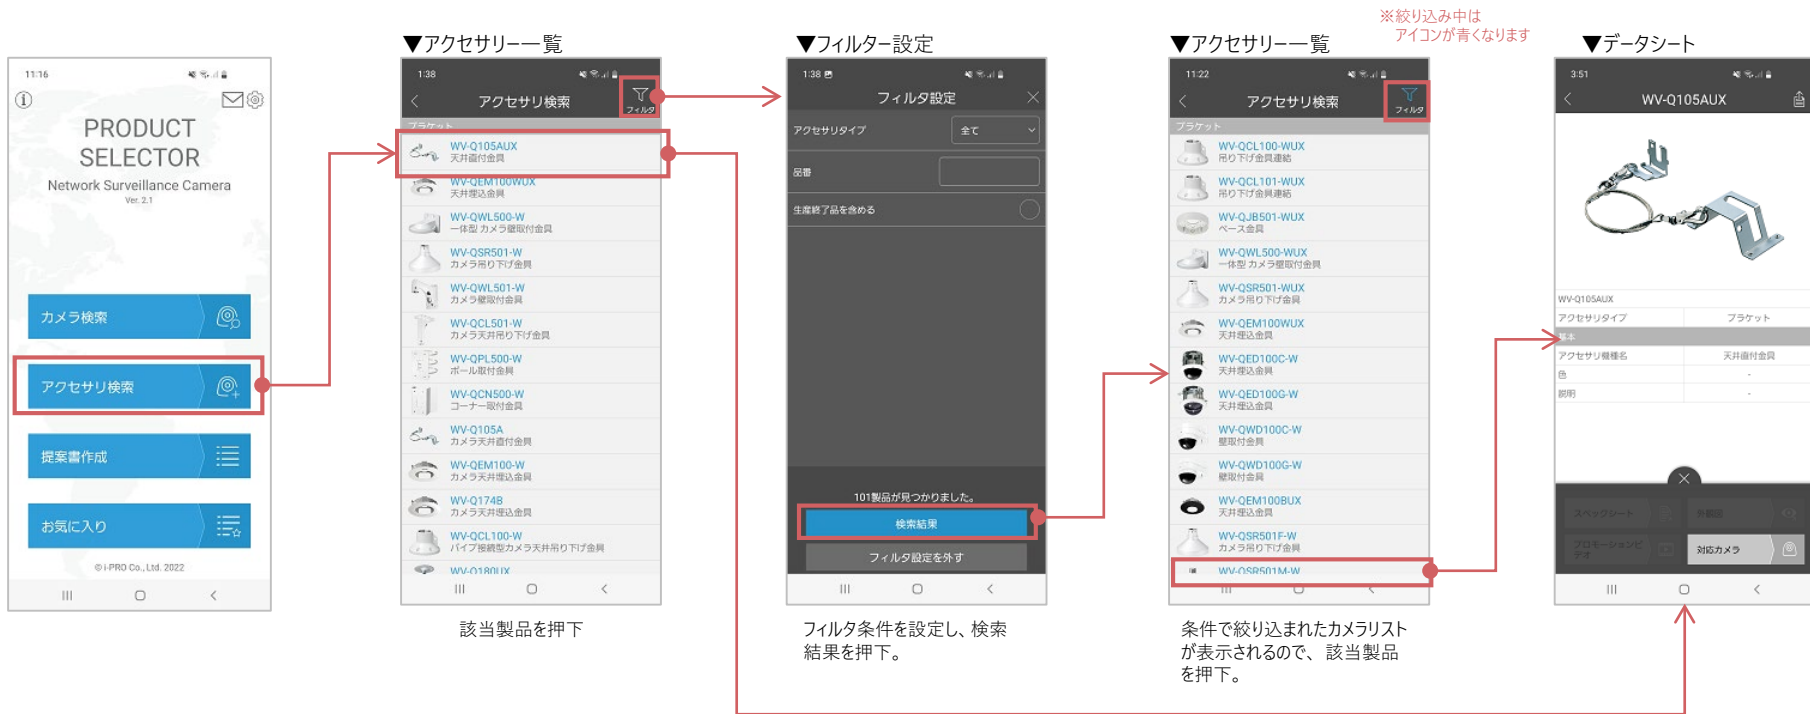 ※絞り込み中は
アイコンが青くなります
▼アクセサリー一覧
▼フィルター設定
▼アクセサリー一覧
▼データシート
11:16
PRODUCT
SELECTOR
Network Surveillance Camera
Ver. 2.1
カメラ検索
アクセサリ検索
提案書作成
お気に入り
© i-PRO Co., Ltd. 2022
1:38
アクセサリ検索
フィルタ
ブラケット
WV-Q105AUX
天井直付金具
WV-QEM100WUX
天井埋込金具
WV-QWL500-W
一体型 カメラ壁取付金具
WV-QSR501-W
カメラ吊り下げ金具
WV-QWL501-W
カメラ壁取付金具
WV-QCL501-W
カメラ天井吊り下げ金具
WV-QPL500-W
ポール取付金具
WV-QCN500-W
コーナー取付金具
WV-Q105A
カメラ天井直付金具
WV-QEM100-W
カメラ天井埋込金具
WV-Q174B
カメラ天井埋込金具
WV-QCL100-W
パイプ接続型カメラ天井吊り下げ金具
WV-Q180UX
該当製品を押下
1:38
フィルタ設定
アクセサリタイプ
全て
品番
生産終了品を含める
101製品が見つかりました。
検索結果
フィルタ設定を外す
フィルタ条件を設定し、検索
結果を押下。
11:22
アクセサリ検索
フィルタ
ブラケット
WV-QCL100-WUX
吊り下げ金具連結
WV-QCL101-WUX
吊り下げ金具連結
WV-QJB501-WUX
ベース金具
WV-QWL500-WUX
一体型 カメラ壁取付金具
WV-QSR501-WUX
カメラ吊り下げ金具
WV-QEM100WUX
天井埋込金具
WV-QED100C-W
天井埋込金具
WV-QED100G-W
天井埋込金具
WV-QWD100C-W
壁取付金具
WV-QWD100G-W
壁取付金具
WV-QEM100BUX
天井埋込金具
WV-QSR501F-W
カメラ吊り下げ金具
WV-QSR501M-W
条件で絞り込まれたカメラリスト
が表示されるので、該当製品
を押下。
3:51
WV-Q105AUX
WV-Q105AUX
アクセサリタイプ
ブラケット
基本
アクセサリ機種名
天井直付金具
色
-
説明
-
スペックシート
外観図
プロモーションビ
デオ
対応カメラ